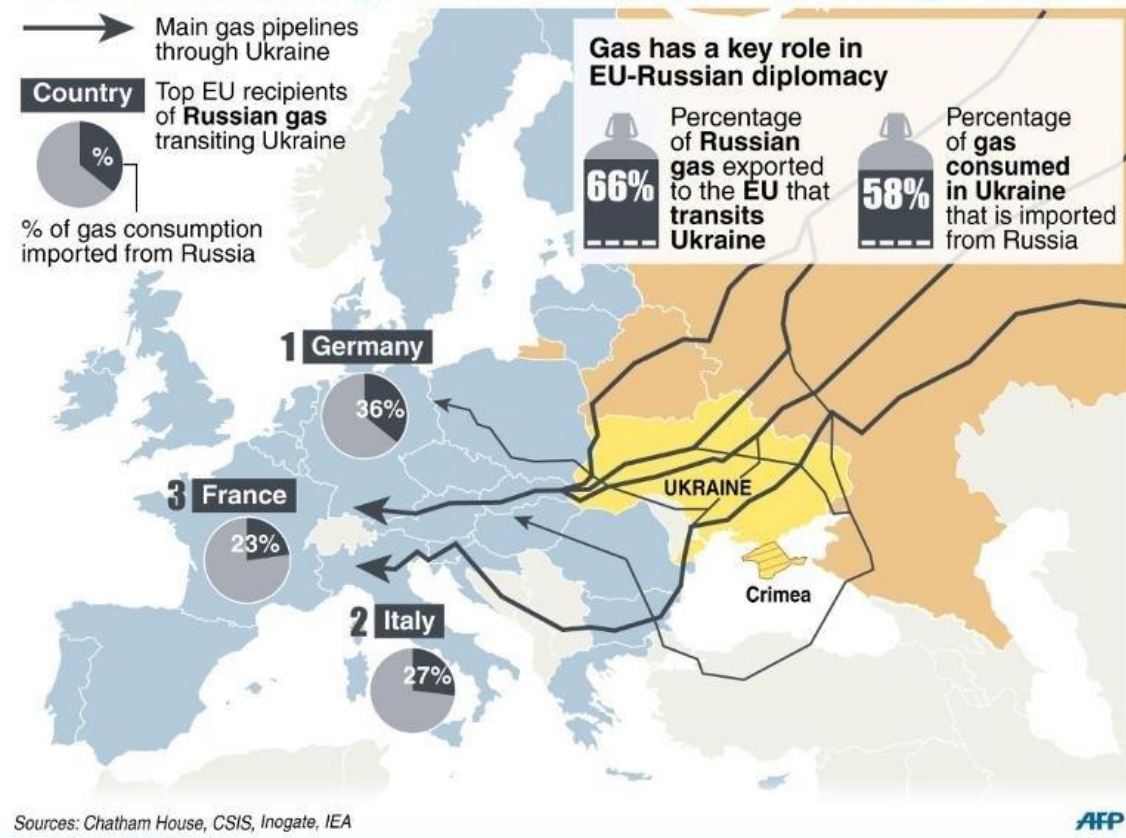 Main gas pipelines
through Ukraine
Country
Top EU recipients
of Russian gas
transiting Ukraine
%
% of gas consumption
imported from Russia
Gas has a key role in
EU-Russian diplomacy
66%
Percentage
of Russian
gas exported
to the EU that
transits
Ukraine
58%
Percentage
of gas
consumed
in Ukraine
that is imported
from Russia
1 Germany
36%
3 France
23%
2 Italy
27%
UKRAINE
Crimea
Sources: Chatham House, CSIS, Inogate, IEA
AFP